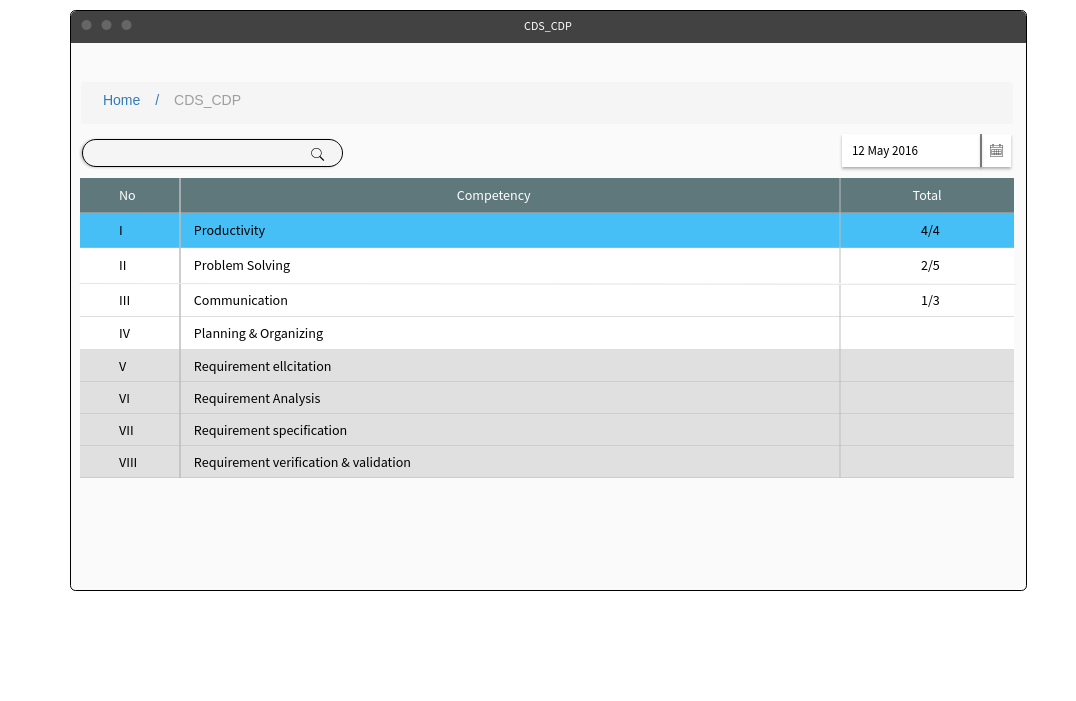 CDS_CDP
Home / CDS_CDP
12 May 2016
No Competency Total
I Productivity 4/4
II Problem Solving 2/5
III Communication 1/3
IV Planning & Organizing
V Requirement ellcitation
VI Requirement Analysis
VII Requirement specification
VIII Requirement verification & validation